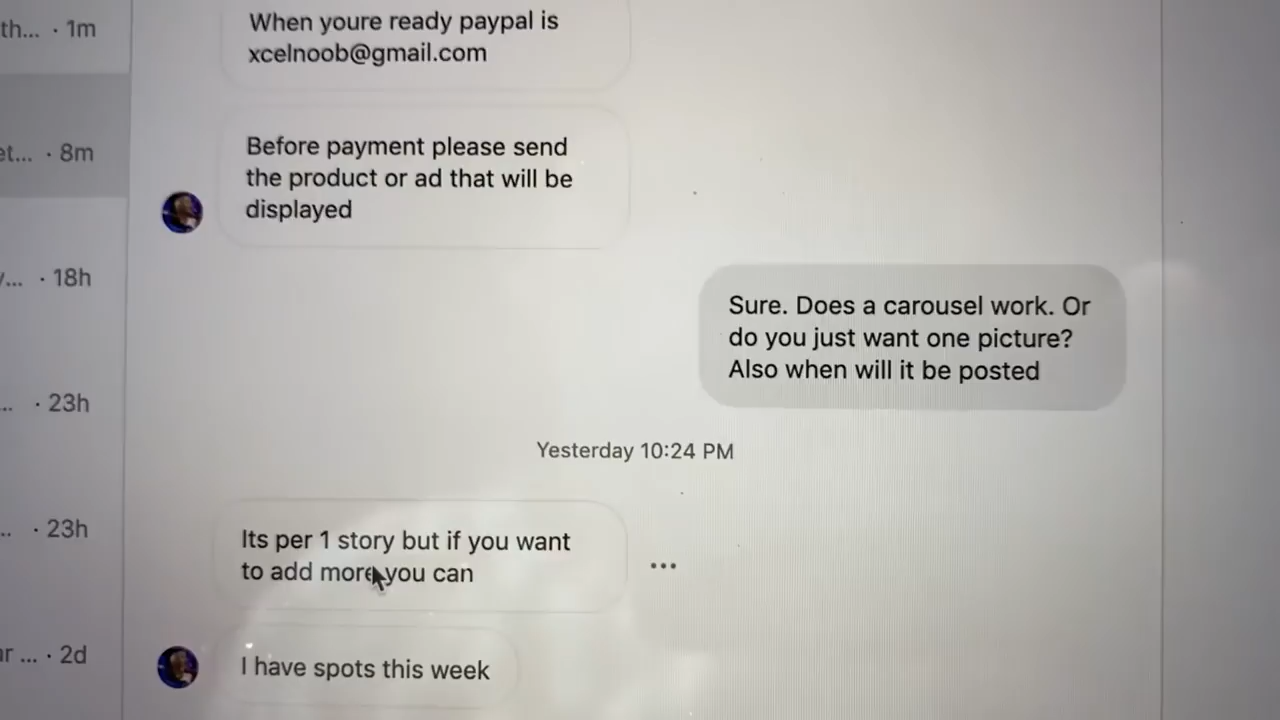 th... · 1m
When youre ready paypal is
xcelnoob@gmail.com
et... · 8m
Before payment please send
the product or ad that will be
displayed
... · 18h
Sure. Does a carousel work. Or
do you just want one picture?
Also when will it be posted
... · 23h
Yesterday 10:24 PM
... · 23h
Its per 1 story but if you want
to add more you can
I have spots this week
ar ... · 2d